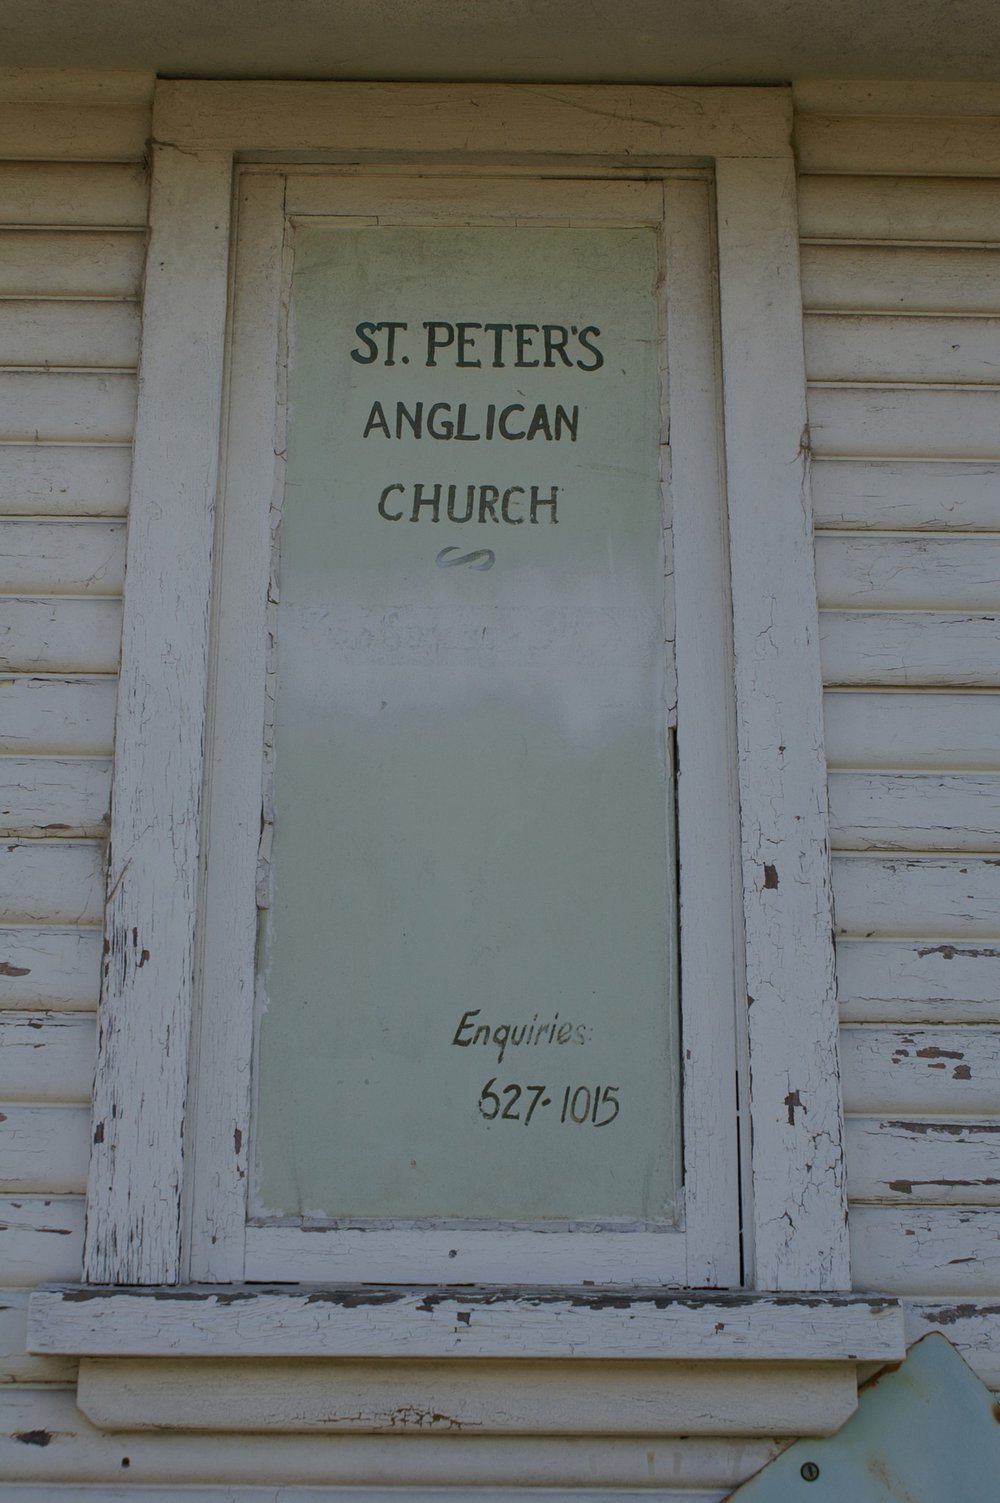 ST. PETER'S
ANGLICAN
CHURCH
Enquiries:
627-1015